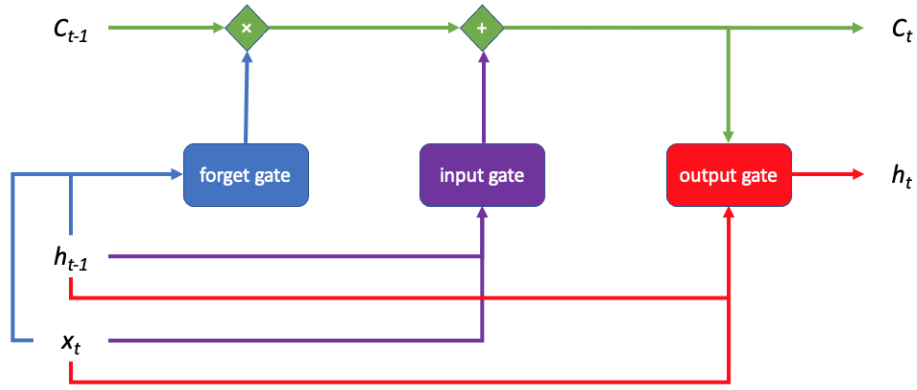 C_{t-1} × + C_t
forget gate input gate output gate h_t
h_{t-1}
x_t